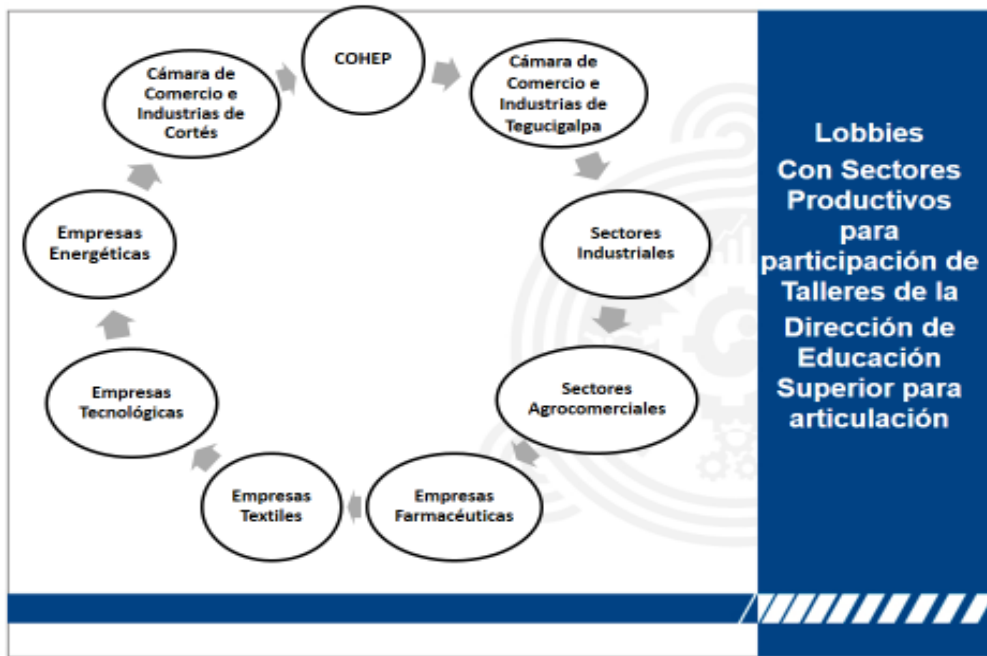 COHEP
Cámara de
Comercio e
Industrias de
Tegucigalpa
Sectores
Industriales
Sectores
Agrocomerciales
Empresas
Farmacéuticas
Empresas
Textiles
Empresas
Tecnológicas
Empresas
Energéticas
Cámara de
Comercio e
Industrias de
Cortés
Lobbies
Con Sectores
Productivos
para
participación de
Talleres de la
Dirección de
Educación
Superior para
articulación